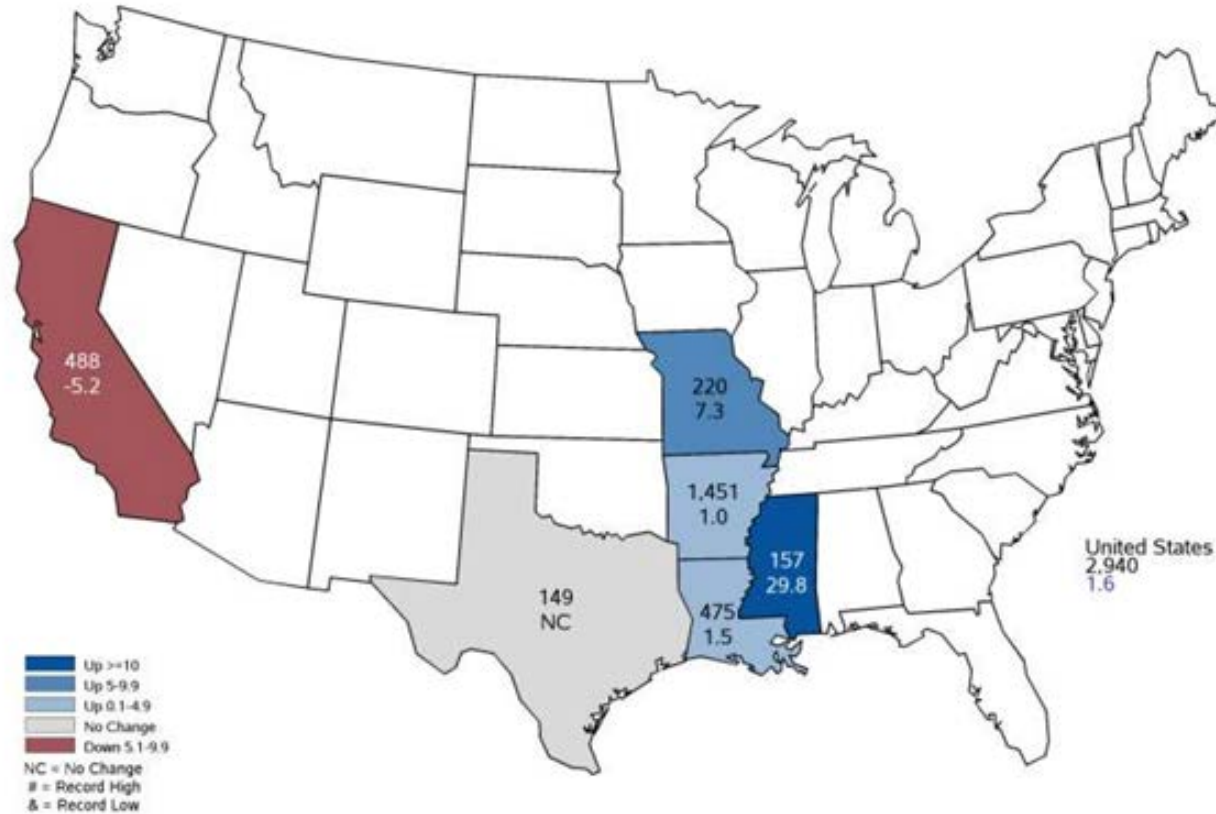 488
-5.2
220
7.3
1,451
1.0
157
29.8
475
1.5
149
NC
United States
2,940
1.6
Up >=10
Up 5-9.9
Up 0.1-4.9
No Change
Down 5.1-9.9
NC = No Change
# = Record High
& = Record Low